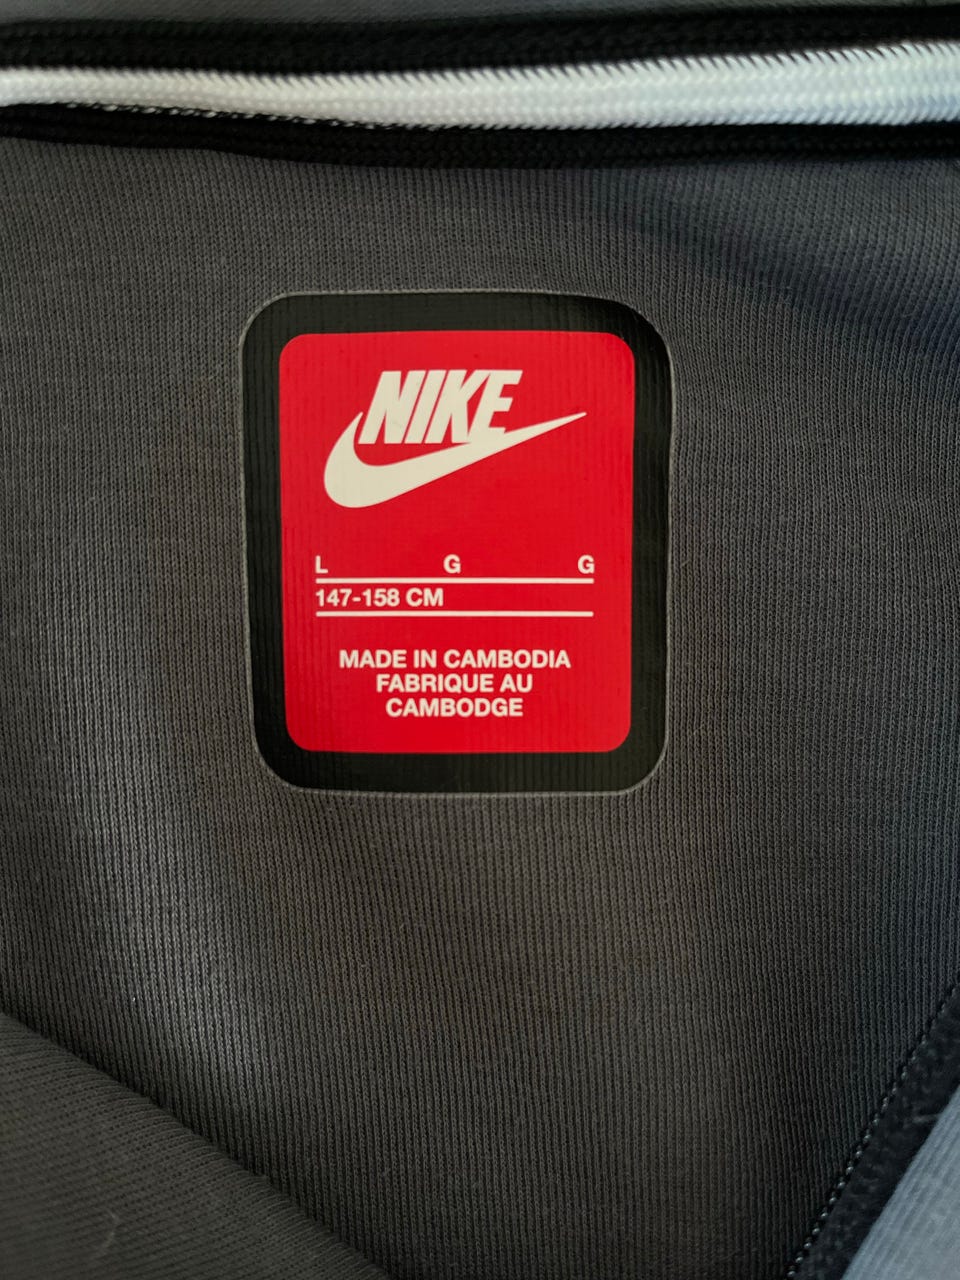 NIKE
L G G
147-158 CM
MADE IN CAMBODIA
FABRIQUE AU
CAMBODGE